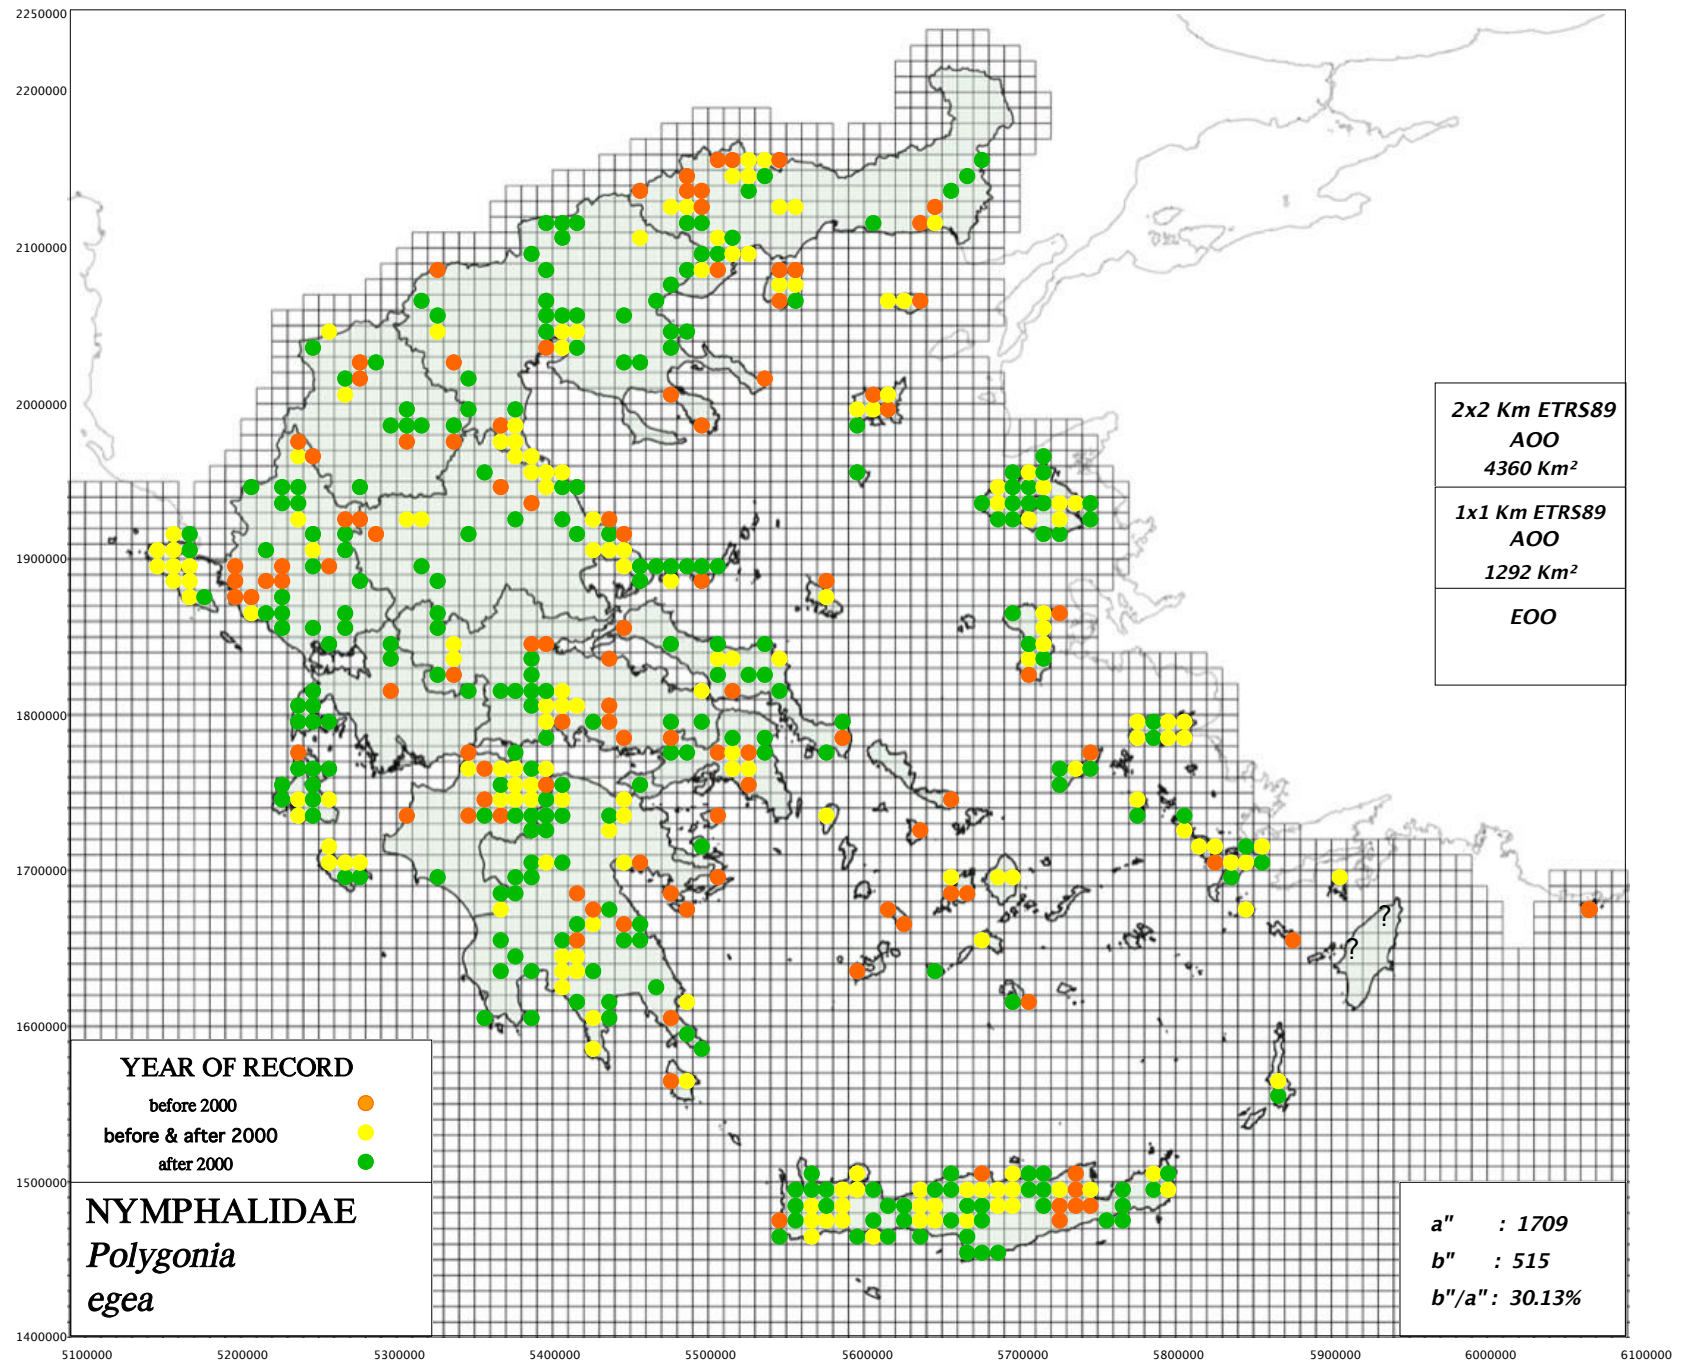 2250000
2200000
2100000
2000000
1900000
1800000
1700000
1600000
1500000
1400000
2x2 Km ETRS89
AOO
4360 Km²
1x1 Km ETRS89
AOO
1292 Km²
EOO
?
?
YEAR OF RECORD
before 2000
before & after 2000
after 2000
NYMPHALIDAE
Polygonia
egea
a" : 1709
b" : 515
b"/a" : 30.13%
5100000 5200000 5300000 5400000 5500000 5600000 5700000 5800000 5900000 6000000 6100000